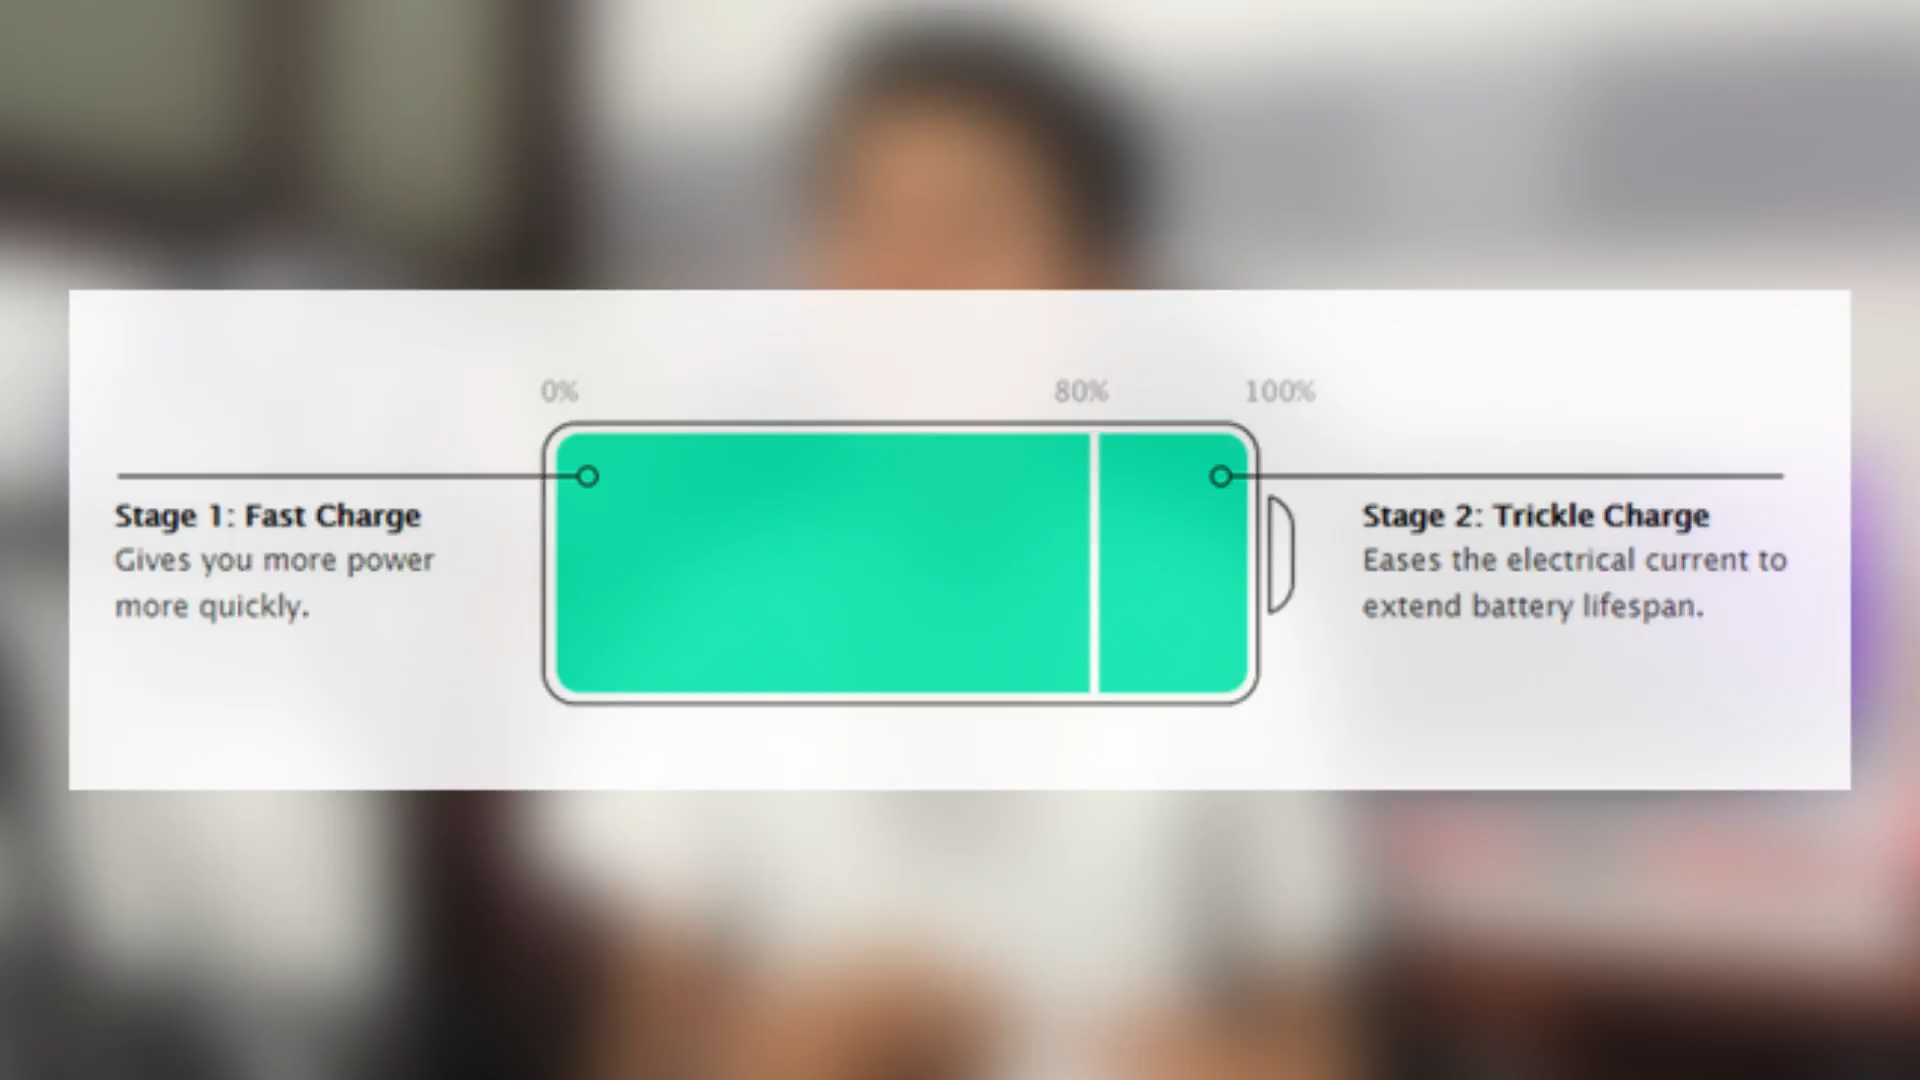 0%
80%
100%
Stage 1: Fast Charge
Gives you more power
more quickly.
Stage 2: Trickle Charge
Eases the electrical current to
extend battery lifespan.